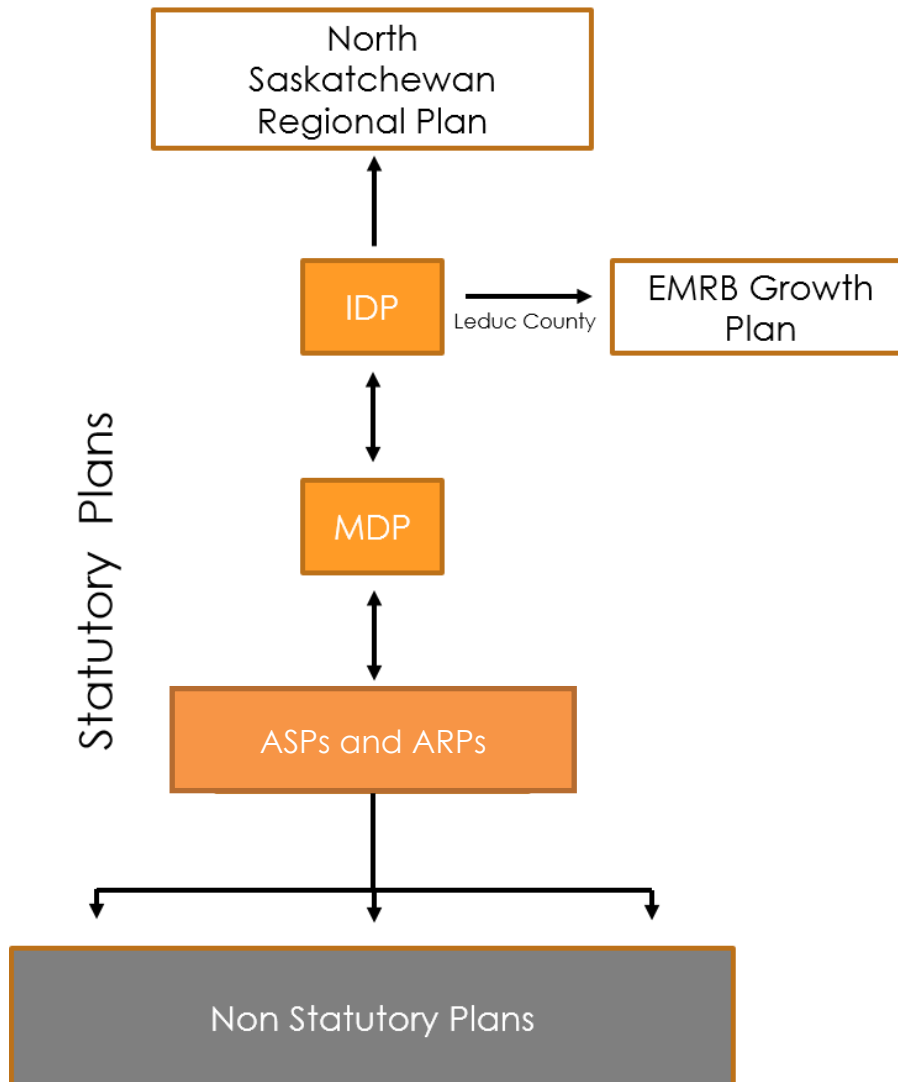 North
Saskatchewan
Regional Plan
IDP
Leduc County
EMRB Growth
Plan
MDP
Statutory Plans
ASPs and ARPs
Non Statutory Plans